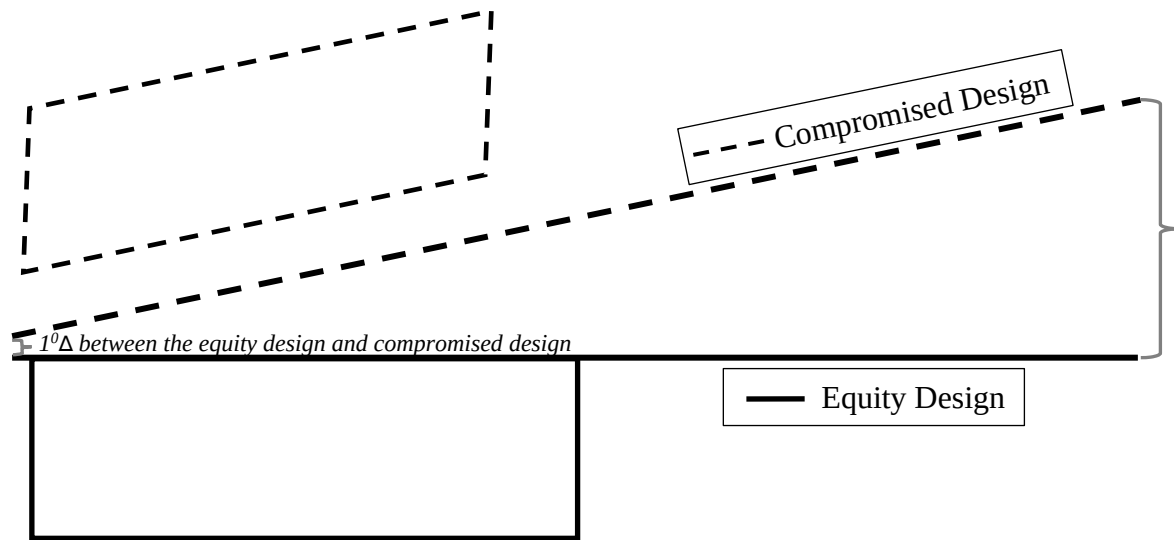 Compromised Design
1⁰Δ between the equity design and compromised design
Equity Design